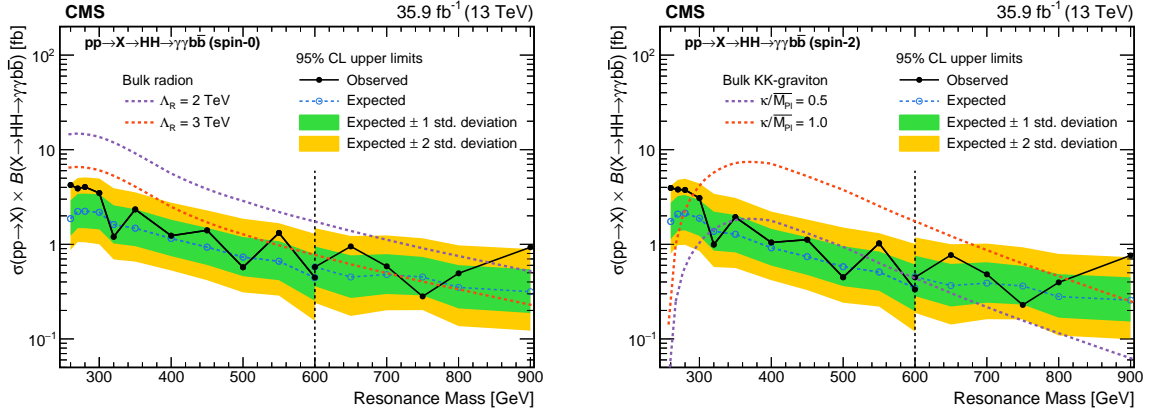 CMS 35.9 fb⁻¹ (13 TeV)
σ(pp→X) × B(X→HH→γγbb̄) [fb]
pp→X→HH→γγbb̄ (spin-0)
Bulk radion
Λ_R = 2 TeV
Λ_R = 3 TeV
95% CL upper limits
Observed
Expected
Expected ± 1 std. deviation
Expected ± 2 std. deviation
10²
10
1
10⁻¹
300 400 500 600 700 800 900
Resonance Mass [GeV]
CMS 35.9 fb⁻¹ (13 TeV)
σ(pp→X) × B(X→HH→γγbb̄) [fb]
pp→X→HH→γγbb̄ (spin-2)
Bulk KK-graviton
κ/M̅_Pl = 0.5
κ/M̅_Pl = 1.0
95% CL upper limits
Observed
Expected
Expected ± 1 std. deviation
Expected ± 2 std. deviation
10²
10
1
10⁻¹
300 400 500 600 700 800 900
Resonance Mass [GeV]